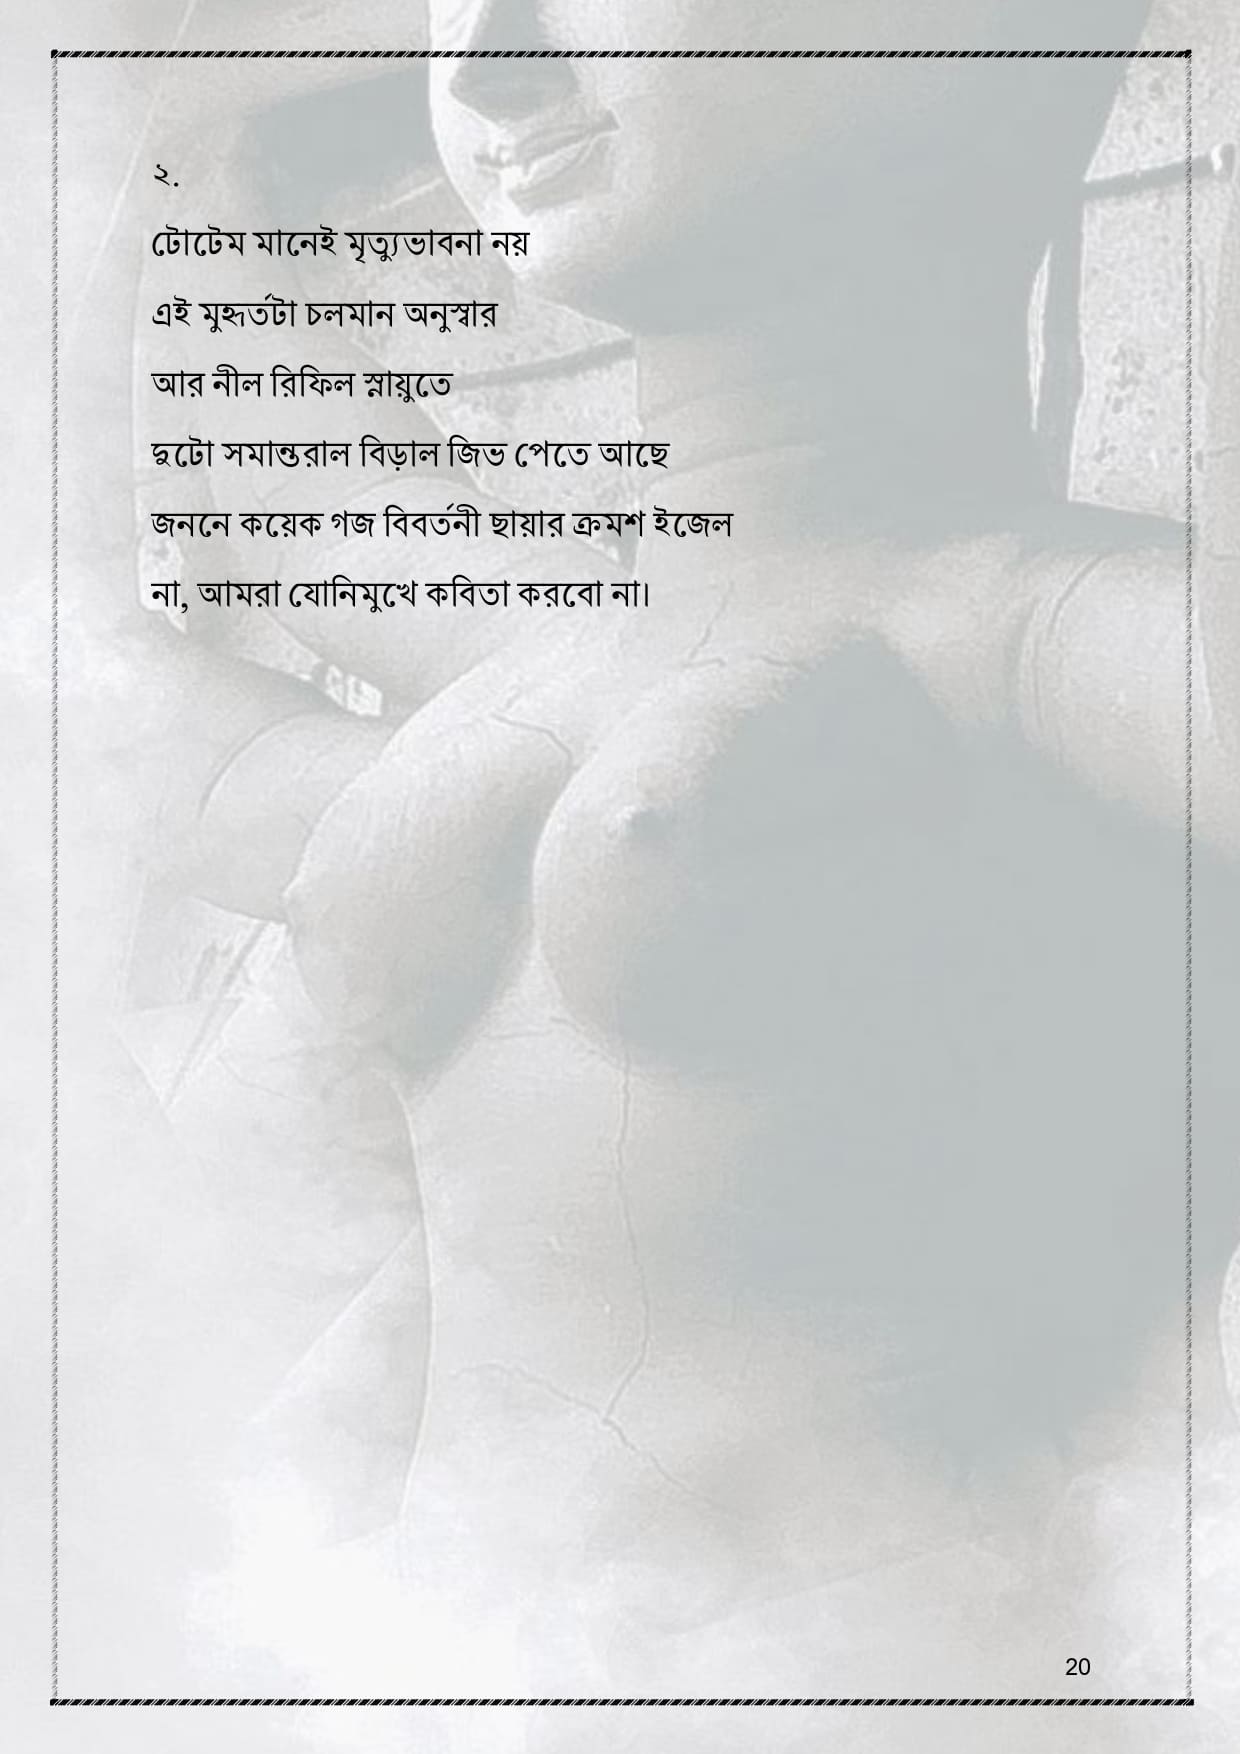 ২.
টোটেম মানেই মৃত্যুভাবনা নয়
এই মুহূর্তটা চলমান অনুস্বার
আর নীল রিফিল স্নায়ুতে
দুটো সমান্তরাল বিড়াল জিভ পেতে আছে
জননে কয়েক গজ বিবর্তনী ছায়ার ক্রমশ ইজেল
না, আমরা যোনিমুখে কবিতা করবো না।
20